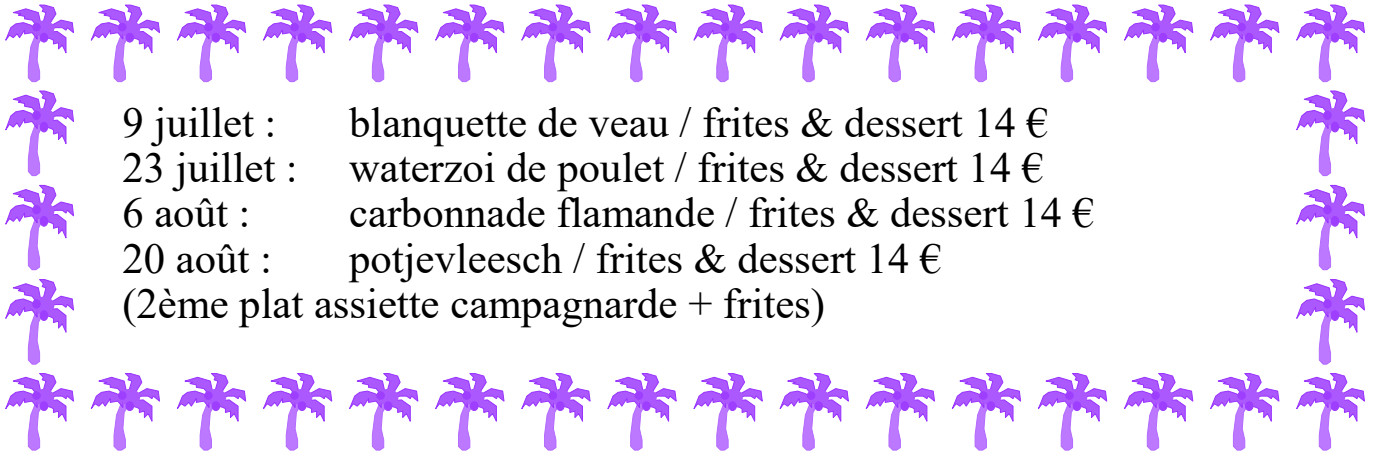 9 juillet : blanquette de veau / frites & dessert 14 €
23 juillet : waterzoi de poulet / frites & dessert 14 €
6 août : carbonnade flamande / frites & dessert 14 €
20 août : potjevleesch / frites & dessert 14 €
(2ème plat assiette campagnarde + frites)